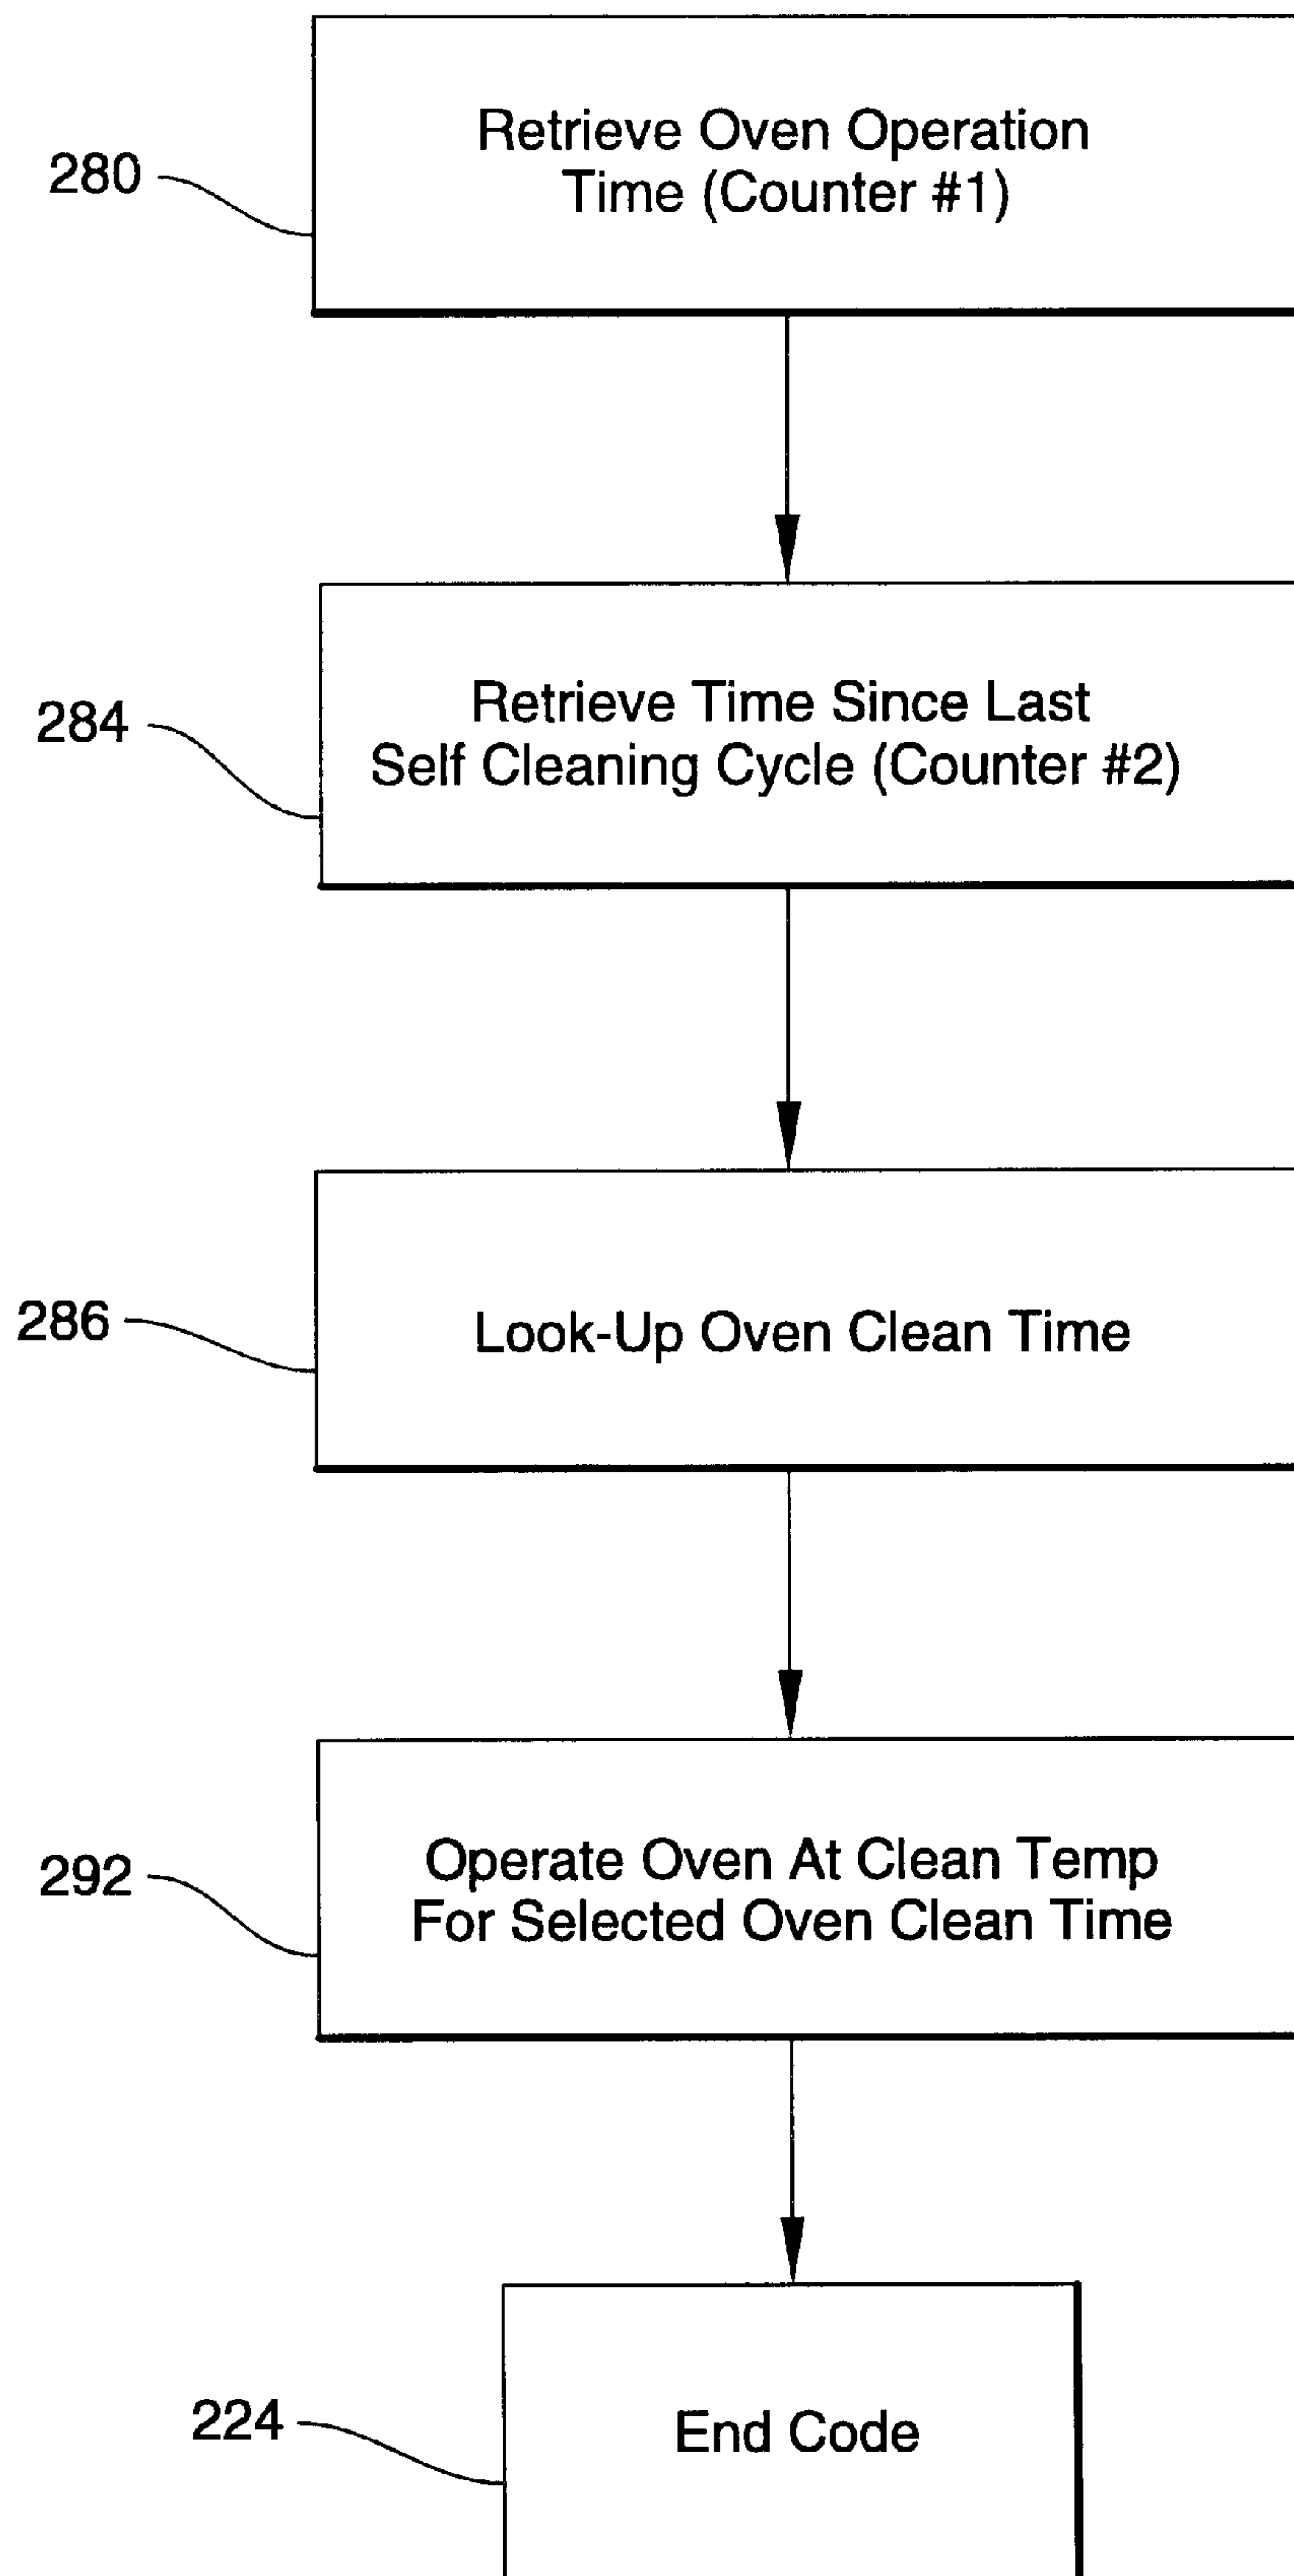 Retrieve Oven Operation
Time (Counter #1)
280
Retrieve Time Since Last
Self Cleaning Cycle (Counter #2)
284
Look-Up Oven Clean Time
286
Operate Oven At Clean Temp
For Selected Oven Clean Time
292
End Code
224